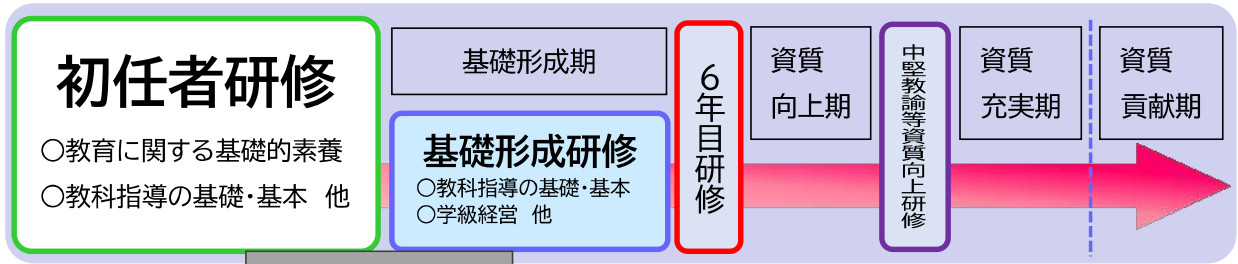 初任者研修
○教育に関する基礎的素養
○教科指導の基礎・基本　他
基礎形成期
基礎形成研修
○教科指導の基礎・基本
○学級経営　他
６年目研修
資質
向上期
中堅教諭等資質向上研修
資質
充実期
資質
貢献期